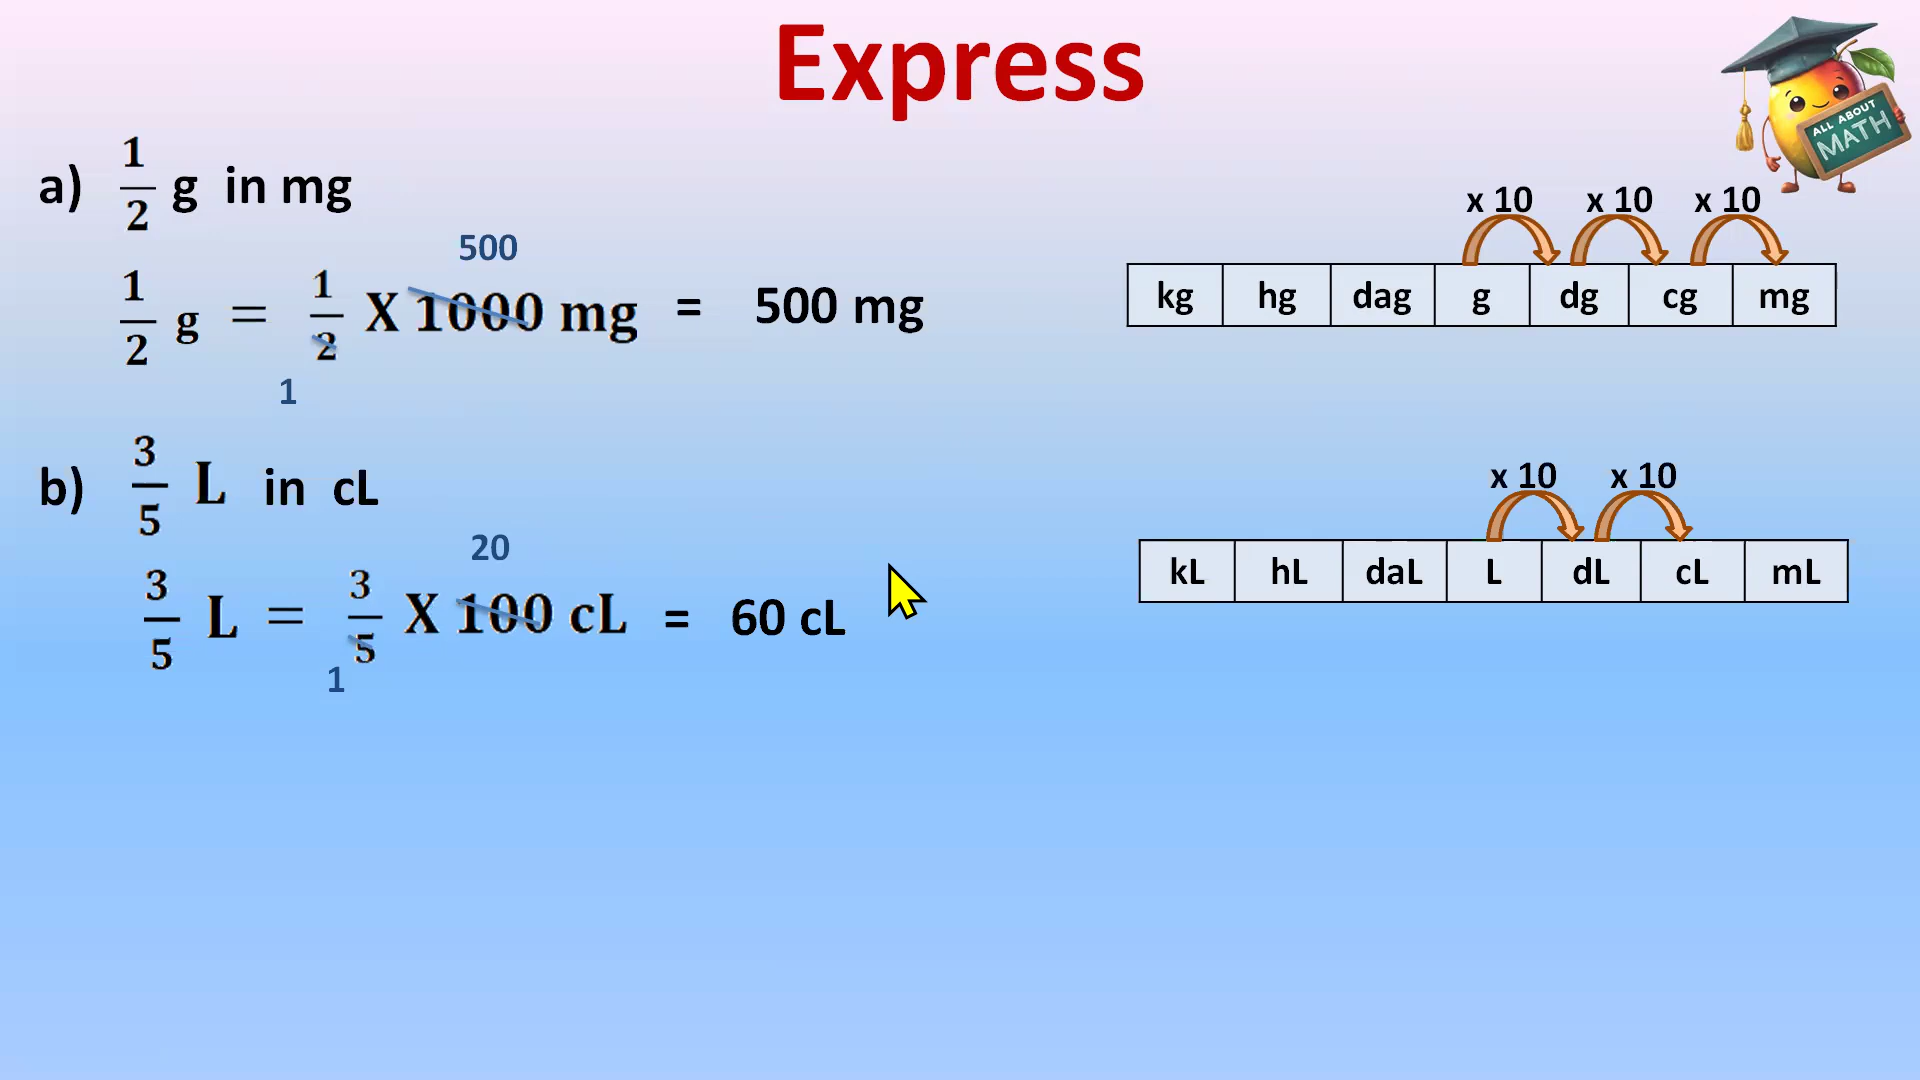 Express
ALL ABOUT
MATH
a) 1/2 g in mg
x 10 x 10 x 10
kg hg dag g dg cg mg
500
1/2 g = 1/2 X 1000 mg = 500 mg
1
b) 3/5 L in cL
x 10 x 10
kL hL daL L dL cL mL
20
3/5 L = 3/5 X 100 cL = 60 cL
1